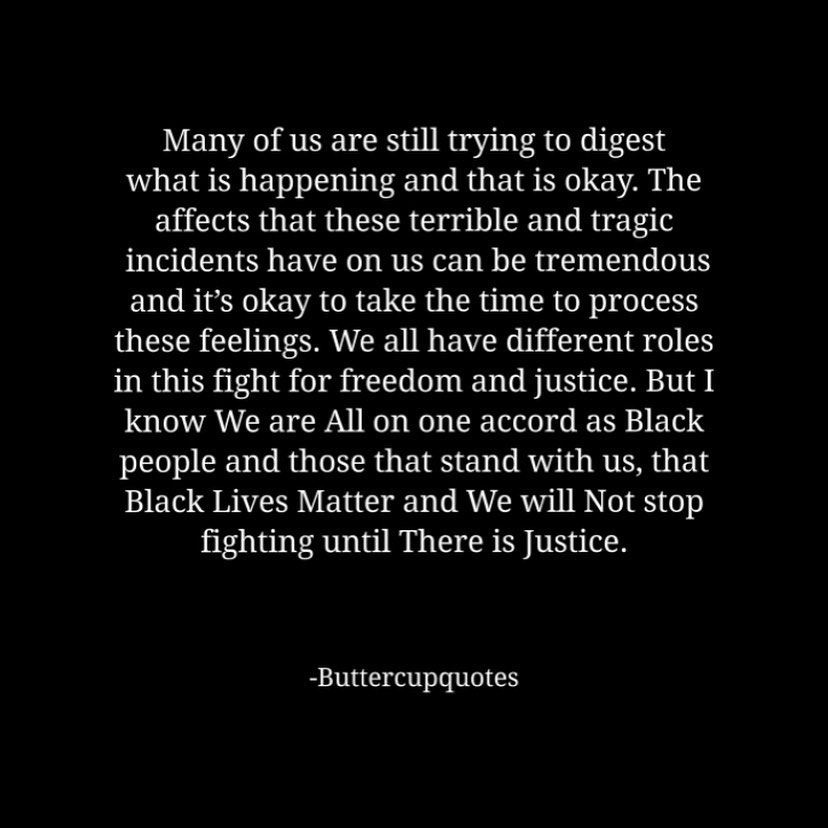 Many of us are still trying to digest
what is happening and that is okay. The
affects that these terrible and tragic
incidents have on us can be tremendous
and it’s okay to take the time to process
these feelings. We all have different roles
in this fight for freedom and justice. But I
know We are All on one accord as Black
people and those that stand with us, that
Black Lives Matter and We will Not stop
fighting until There is Justice.
-Buttercupquotes